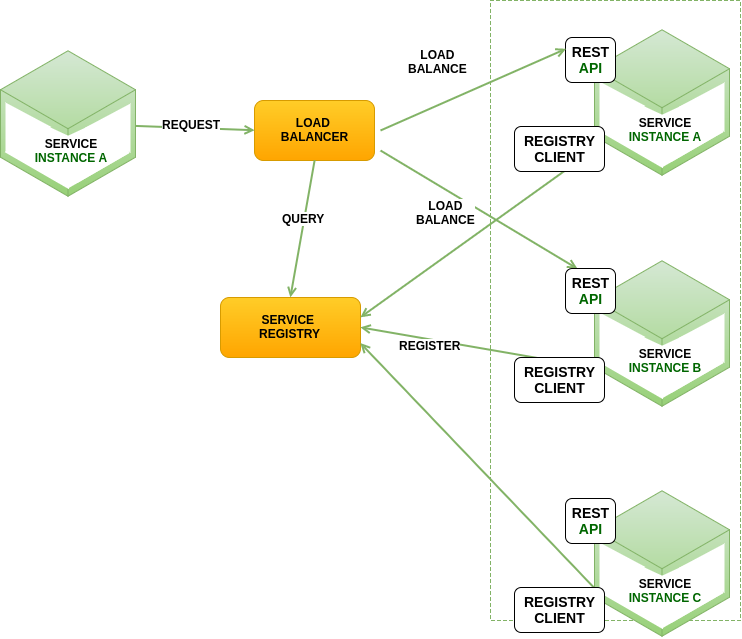 LOAD
BALANCE
REST
API
SERVICE
INSTANCE A
REQUEST
LOAD
BALANCER
SERVICE
INSTANCE A
REGISTRY
CLIENT
QUERY
LOAD
BALANCE
REST
API
SERVICE
REGISTRY
REGISTER
SERVICE
INSTANCE B
REGISTRY
CLIENT
REST
API
SERVICE
INSTANCE C
REGISTRY
CLIENT